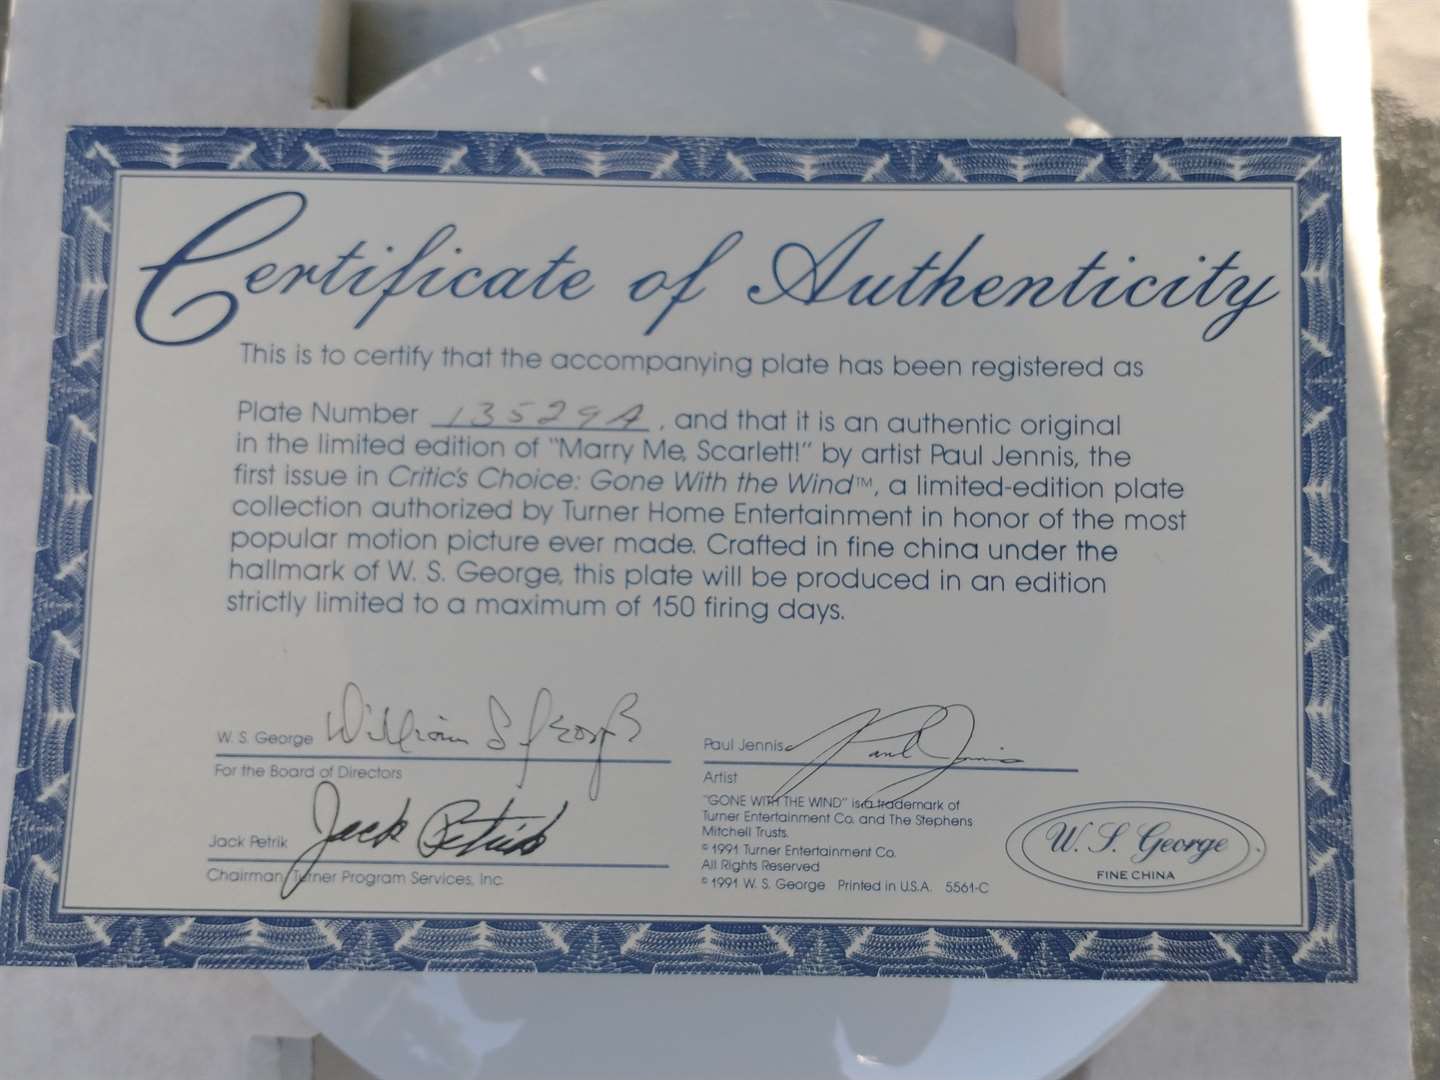 Certificate of Authenticity
This is to certify that the accompanying plate has been registered as
Plate Number 13529A, and that it is an authentic original
in the limited edition of "Marry Me, Scarlett!" by artist Paul Jennis, the
first issue in Critic's Choice: Gone With the Wind™, a limited-edition plate
collection authorized by Turner Home Entertainment in honor of the most
popular motion picture ever made. Crafted in fine china under the
hallmark of W. S. George, this plate will be produced in an edition
strictly limited to a maximum of 150 firing days.
W. S. George William S George
For the Board of Directors
Jack Petrik Jack Petrik
Chairman, Turner Program Services, Inc.
Paul Jennis Paul Jennis
Artist
"GONE WITH THE WIND" is a trademark of
Turner Entertainment Co. and The Stephens
Mitchell Trusts.
© 1991 Turner Entertainment Co.
All Rights Reserved
© 1991 W. S. George Printed in U.S.A. 5561-C
W. S. George
FINE CHINA